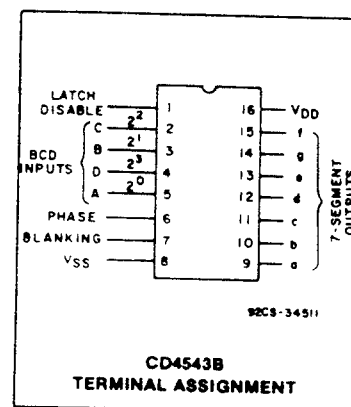 LATCH DISABLE 1 16 VDD
C 2² 2 15 f
B 2¹ 3 14 g
BCD INPUTS
D 2³ 4 13 e
A 2⁰ 5 12 d
PHASE 6 11 c
BLANKING 7 10 b
VSS 8 9 a
7-SEGMENT OUTPUTS
92CS-34511
CD4543B
TERMINAL ASSIGNMENT